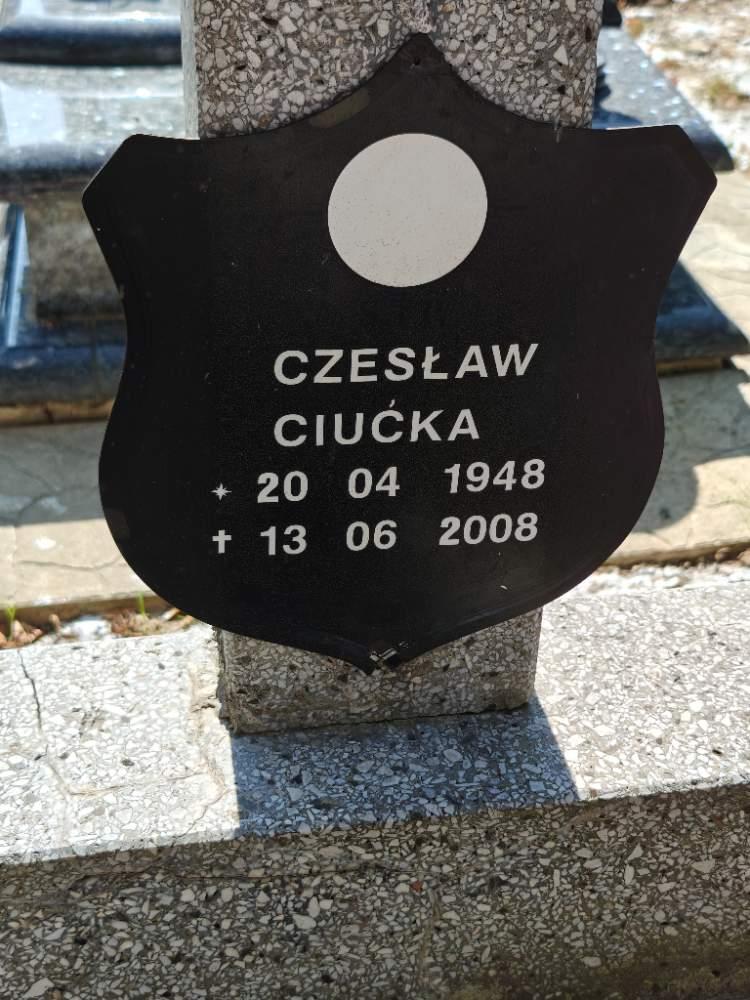 CZESŁAW
CIUĆKA
✴ 20 04 1948
✝ 13 06 2008